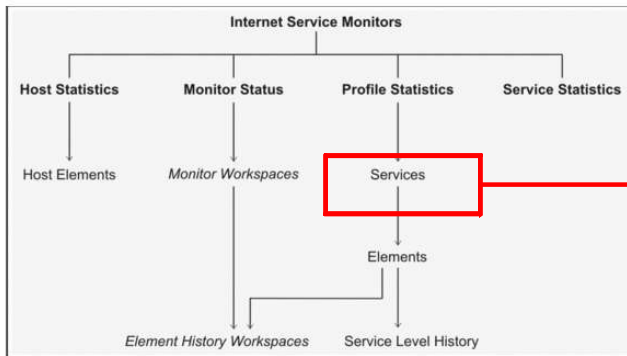 Internet Service Monitors
Host Statistics Monitor Status Profile Statistics Service Statistics
Host Elements Monitor Workspaces Services
Elements
Element History Workspaces Service Level History